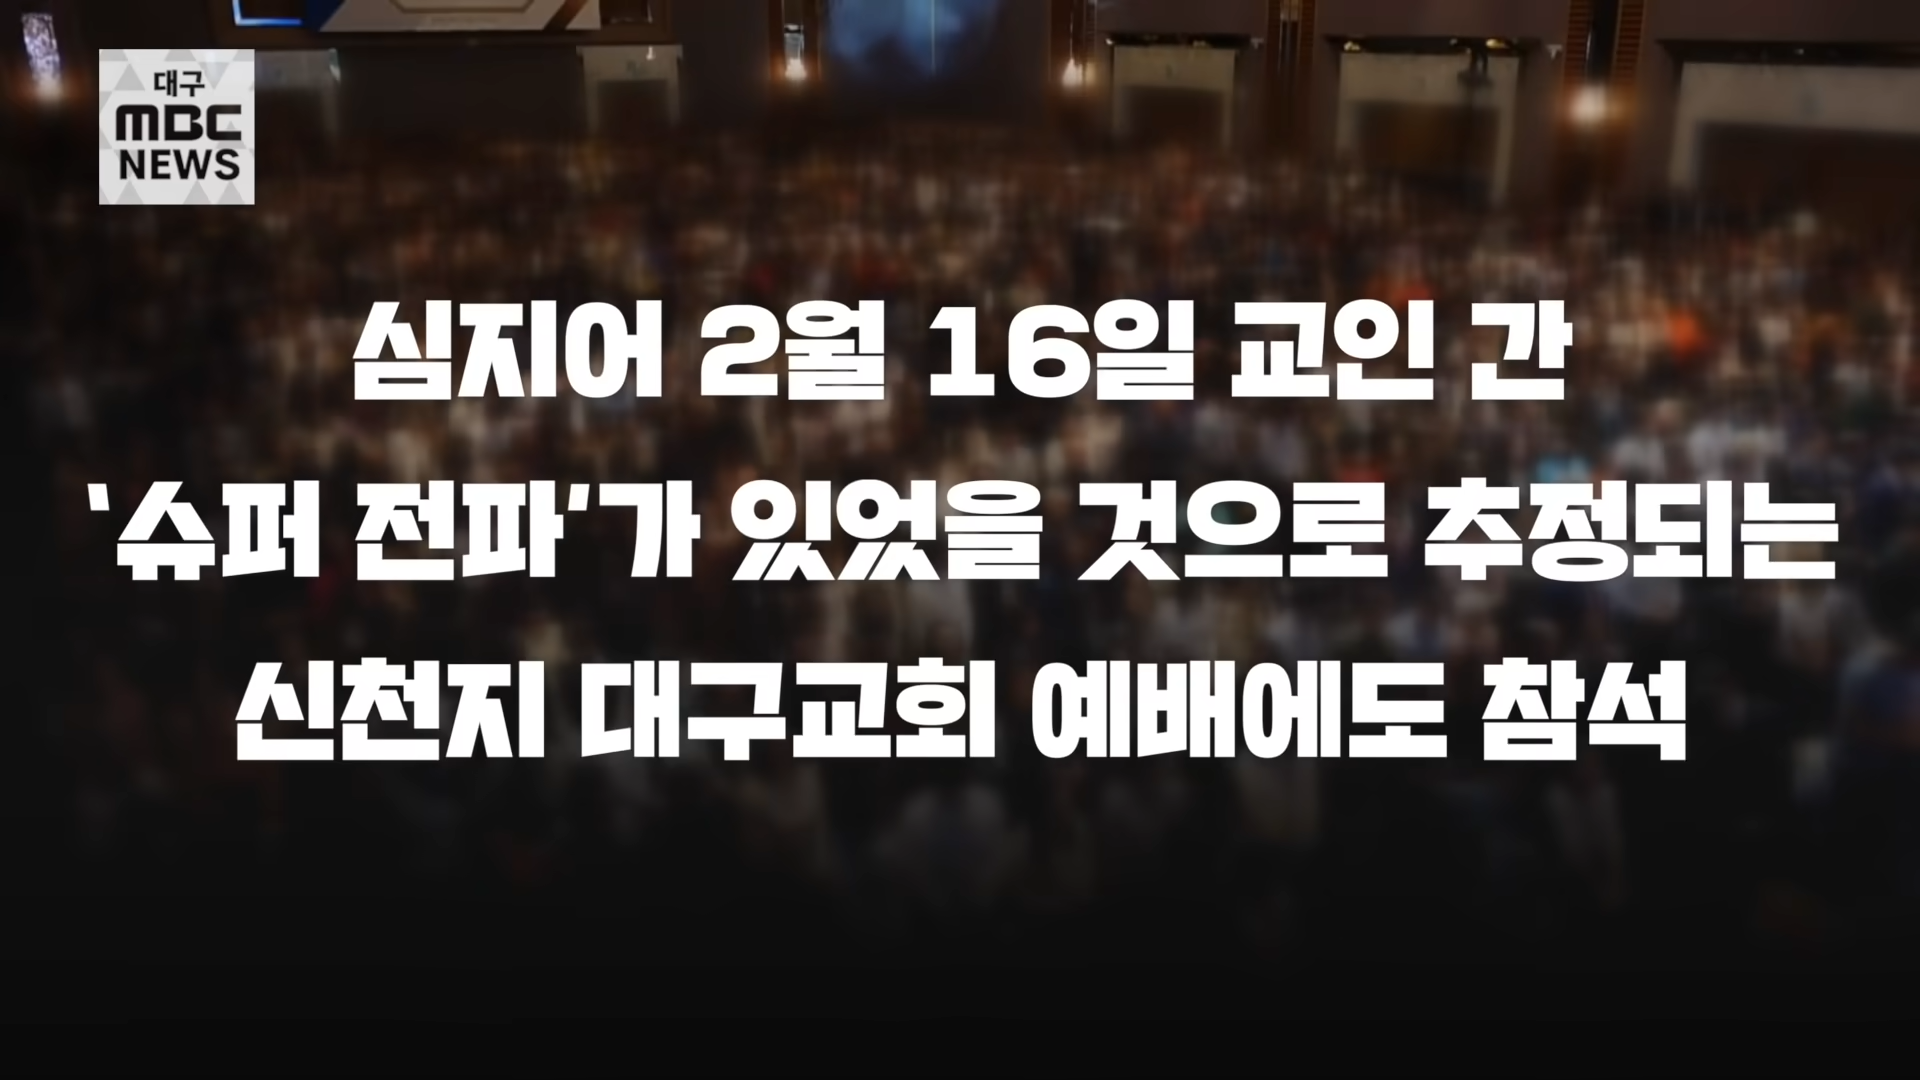 대구
MBC
NEWS
심지어 2월 16일 교인 간
‘슈퍼 전파’가 있었을 것으로 추정되는
신천지 대구교회 예배에도 참석